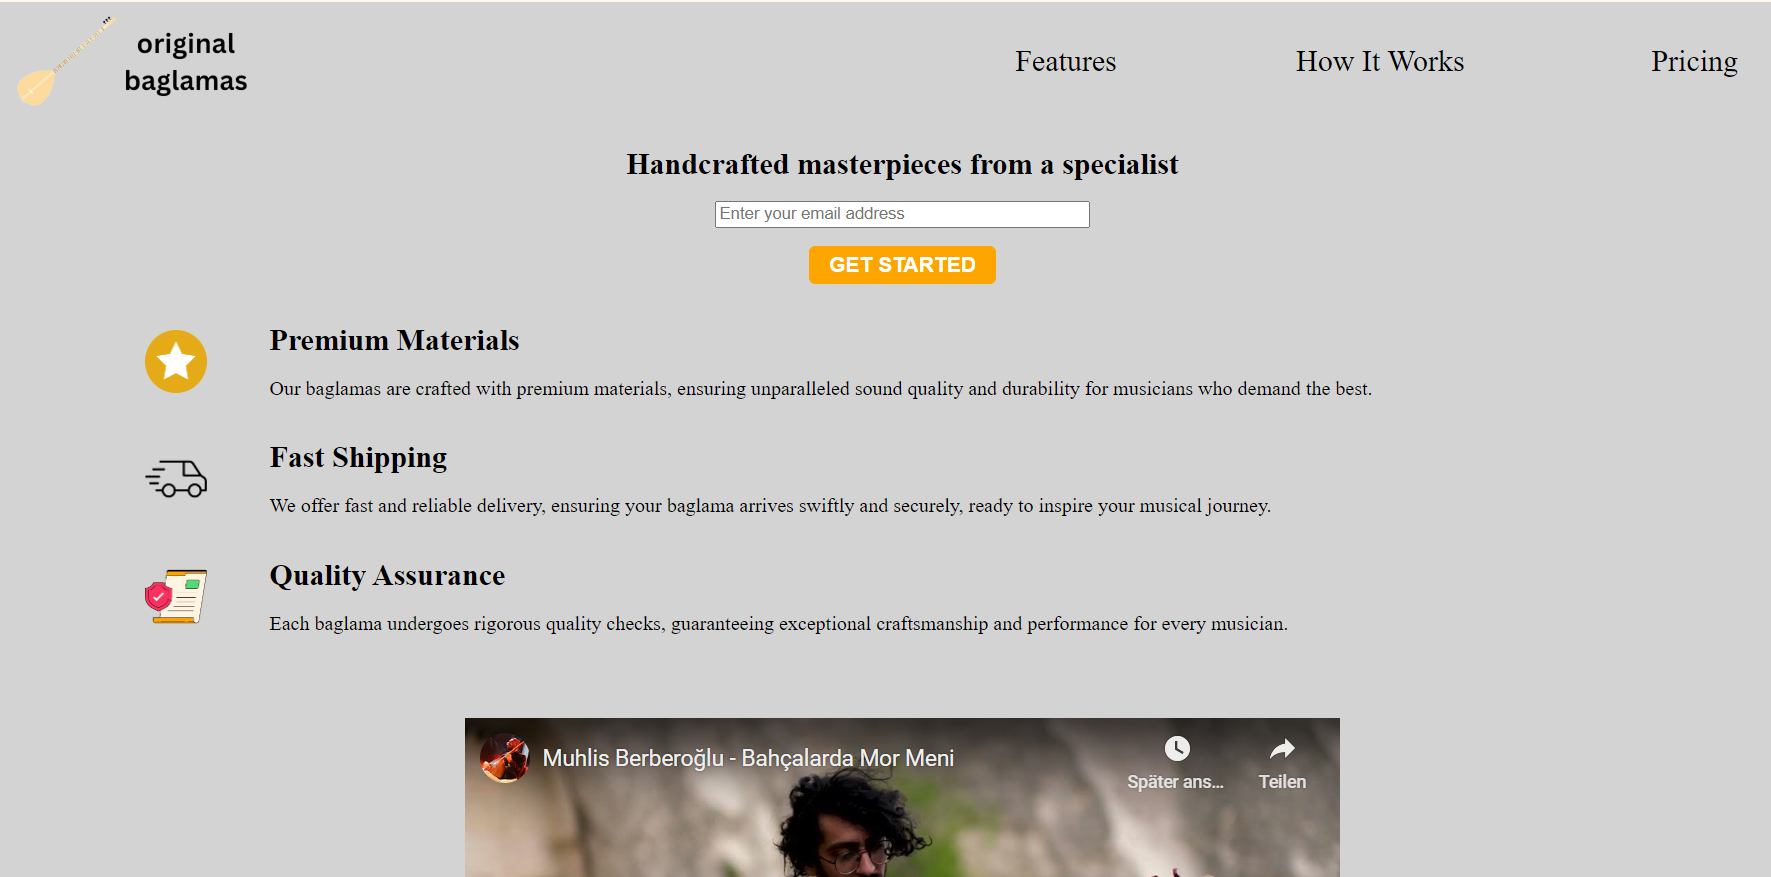 original
baglamas
Features
How It Works
Pricing
Handcrafted masterpieces from a specialist
Enter your email address
GET STARTED
Premium Materials
Our baglamas are crafted with premium materials, ensuring unparalleled sound quality and durability for musicians who demand the best.
Fast Shipping
We offer fast and reliable delivery, ensuring your baglama arrives swiftly and securely, ready to inspire your musical journey.
Quality Assurance
Each baglama undergoes rigorous quality checks, guaranteeing exceptional craftsmanship and performance for every musician.
Muhlis Berberoğlu - Bahçalarda Mor Meni
Später ans...
Teilen